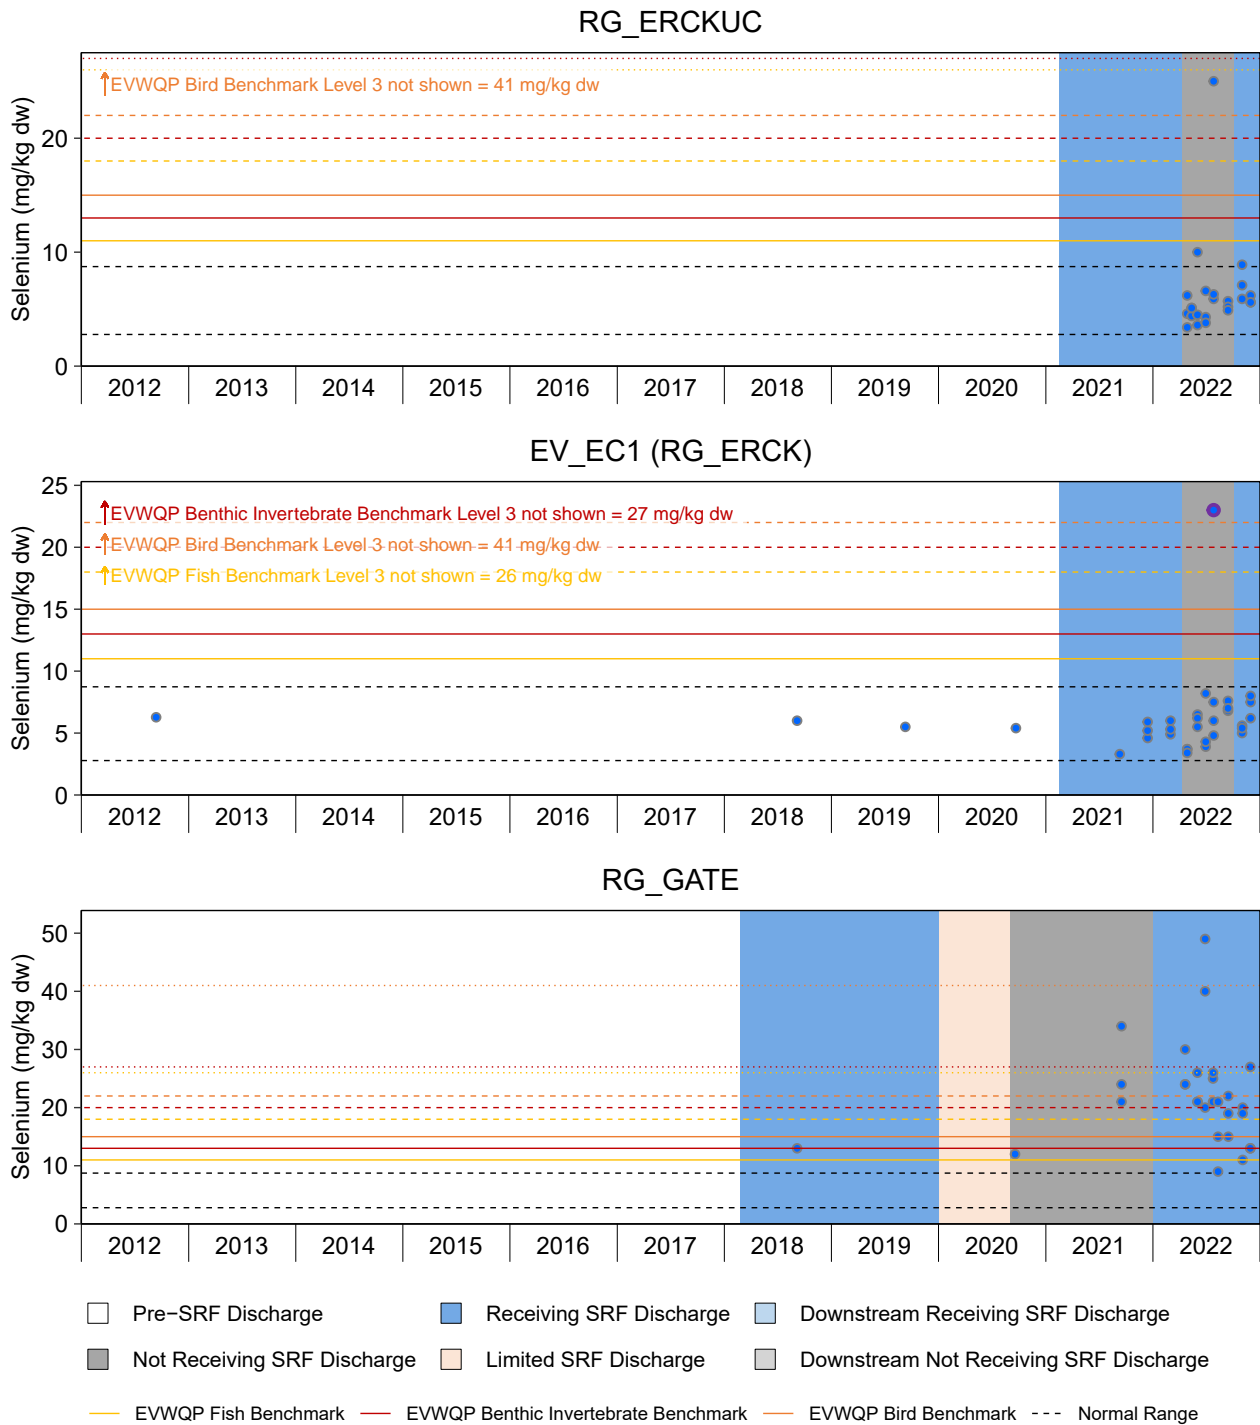 RG_ERCKUC
Selenium (mg/kg dw)
20
10
0
EVWQP Bird Benchmark Level 3 not shown = 41 mg/kg dw
2012 2013 2014 2015 2016 2017 2018 2019 2020 2021 2022
EV_EC1 (RG_ERCK)
Selenium (mg/kg dw)
25
20
15
10
5
0
EVWQP Benthic Invertebrate Benchmark Level 3 not shown = 27 mg/kg dw
EVWQP Bird Benchmark Level 3 not shown = 41 mg/kg dw
EVWQP Fish Benchmark Level 3 not shown = 26 mg/kg dw
2012 2013 2014 2015 2016 2017 2018 2019 2020 2021 2022
RG_GATE
Selenium (mg/kg dw)
50
40
30
20
10
0
2012 2013 2014 2015 2016 2017 2018 2019 2020 2021 2022
Pre−SRF Discharge Receiving SRF Discharge Downstream Receiving SRF Discharge
Not Receiving SRF Discharge Limited SRF Discharge Downstream Not Receiving SRF Discharge
EVWQP Fish Benchmark EVWQP Benthic Invertebrate Benchmark EVWQP Bird Benchmark Normal Range